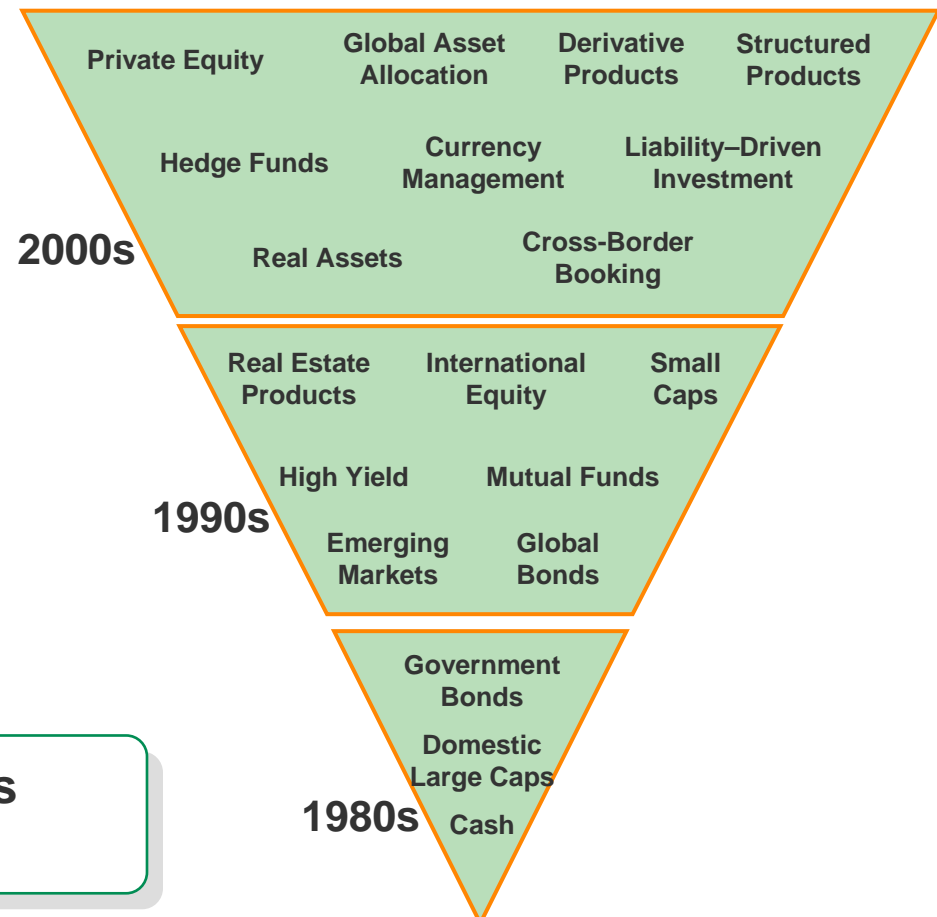 Private Equity
Global Asset
Allocation
Derivative
Products
Structured
Products
Hedge Funds
Currency
Management
Liability–Driven
Investment
2000s
Real Assets
Cross-Border
Booking
Real Estate
Products
International
Equity
Small
Caps
High Yield
Mutual Funds
1990s
Emerging
Markets
Global
Bonds
Government
Bonds
Domestic
Large Caps
1980s
Cash